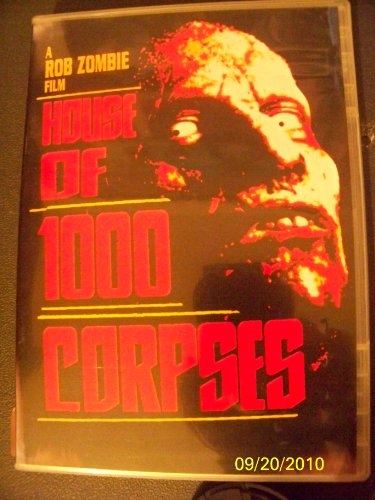 A
ROB ZOMBIE
FILM
HOUSE
OF
1000
CORPSES
09/20/2010